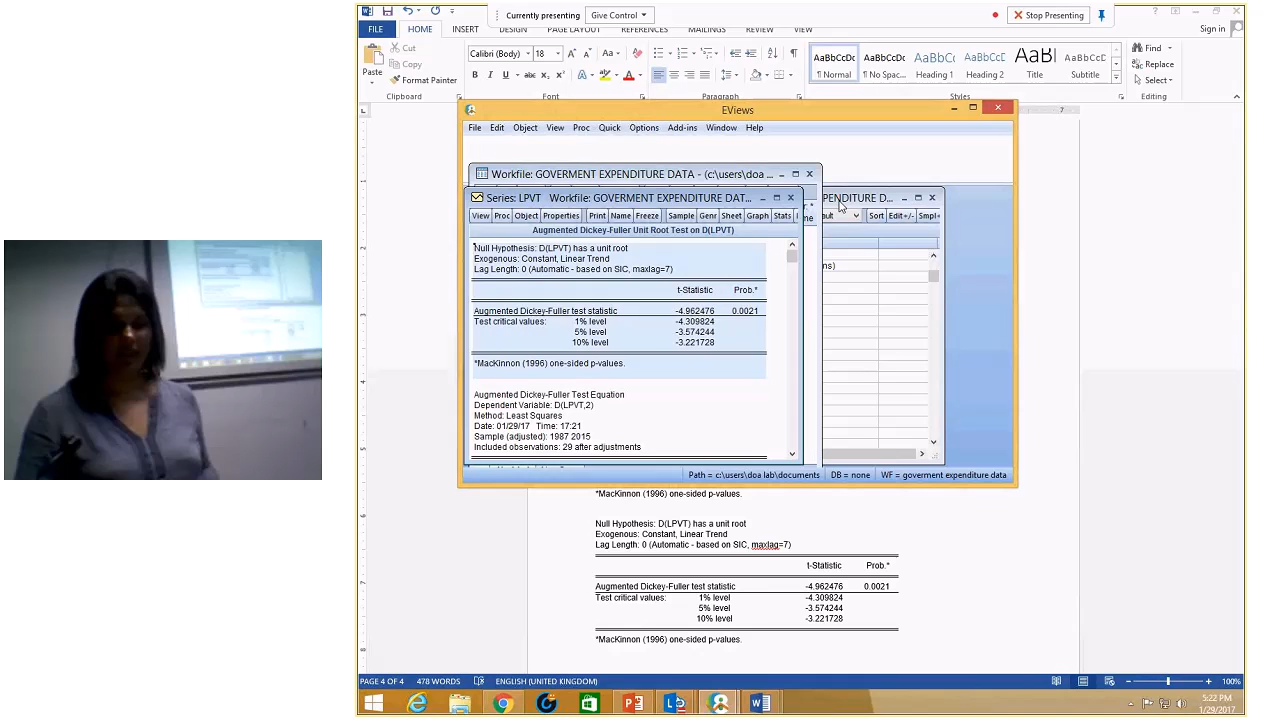 Currently presenting Give Control Stop Presenting
FILE HOME INSERT DESIGN PAGE LAYOUT REFERENCES MAILINGS REVIEW VIEW Sign in
Cut
Copy
Paste Format Painter
Clipboard
Calibri (Body) 18
Font
Paragraph
AaBbCcDc AaBbCcDc AaBbC AaBbCcC Subtitle
¶ Normal ¶ No Spac... Heading 1 Heading 2 Title
Styles
Find
Replace
Select
Editing
EViews
File Edit Object View Proc Quick Options Add-ins Window Help
Workfile: GOVERMENT EXPENDITURE DATA - (c:\users\doa ...
Series: LPVT Workfile: GOVERMENT EXPENDITURE DAT...
PENDITURE D...
View Proc Object Properties Print Name Freeze Sample Genr Sheet Graph Stats
Sort Edit+/- Smpl+
Augmented Dickey-Fuller Unit Root Test on D(LPVT)
Null Hypothesis: D(LPVT) has a unit root
Exogenous: Constant, Linear Trend
Lag Length: 0 (Automatic - based on SIC, maxlag=7)
t-Statistic Prob.*
Augmented Dickey-Fuller test statistic -4.962476 0.0021
Test critical values: 1% level -4.309824
5% level -3.574244
10% level -3.221728
*MacKinnon (1996) one-sided p-values.
Augmented Dickey-Fuller Test Equation
Dependent Variable: D(LPVT,2)
Method: Least Squares
Date: 01/29/17 Time: 17:21
Sample (adjusted): 1987 2015
Included observations: 29 after adjustments
Path = c:\users\doa lab\documents DB = none WF = goverment expenditure data
*MacKinnon (1996) one-sided p-values.
Null Hypothesis: D(LPVT) has a unit root
Exogenous: Constant, Linear Trend
Lag Length: 0 (Automatic - based on SIC, maxlag=7)
t-Statistic Prob.*
Augmented Dickey-Fuller test statistic -4.962476 0.0021
Test critical values: 1% level -4.309824
5% level -3.574244
10% level -3.221728
*MacKinnon (1996) one-sided p-values.
PAGE 4 OF 4 478 WORDS ENGLISH (UNITED KINGDOM) 100%
5:22 PM
1/29/2017